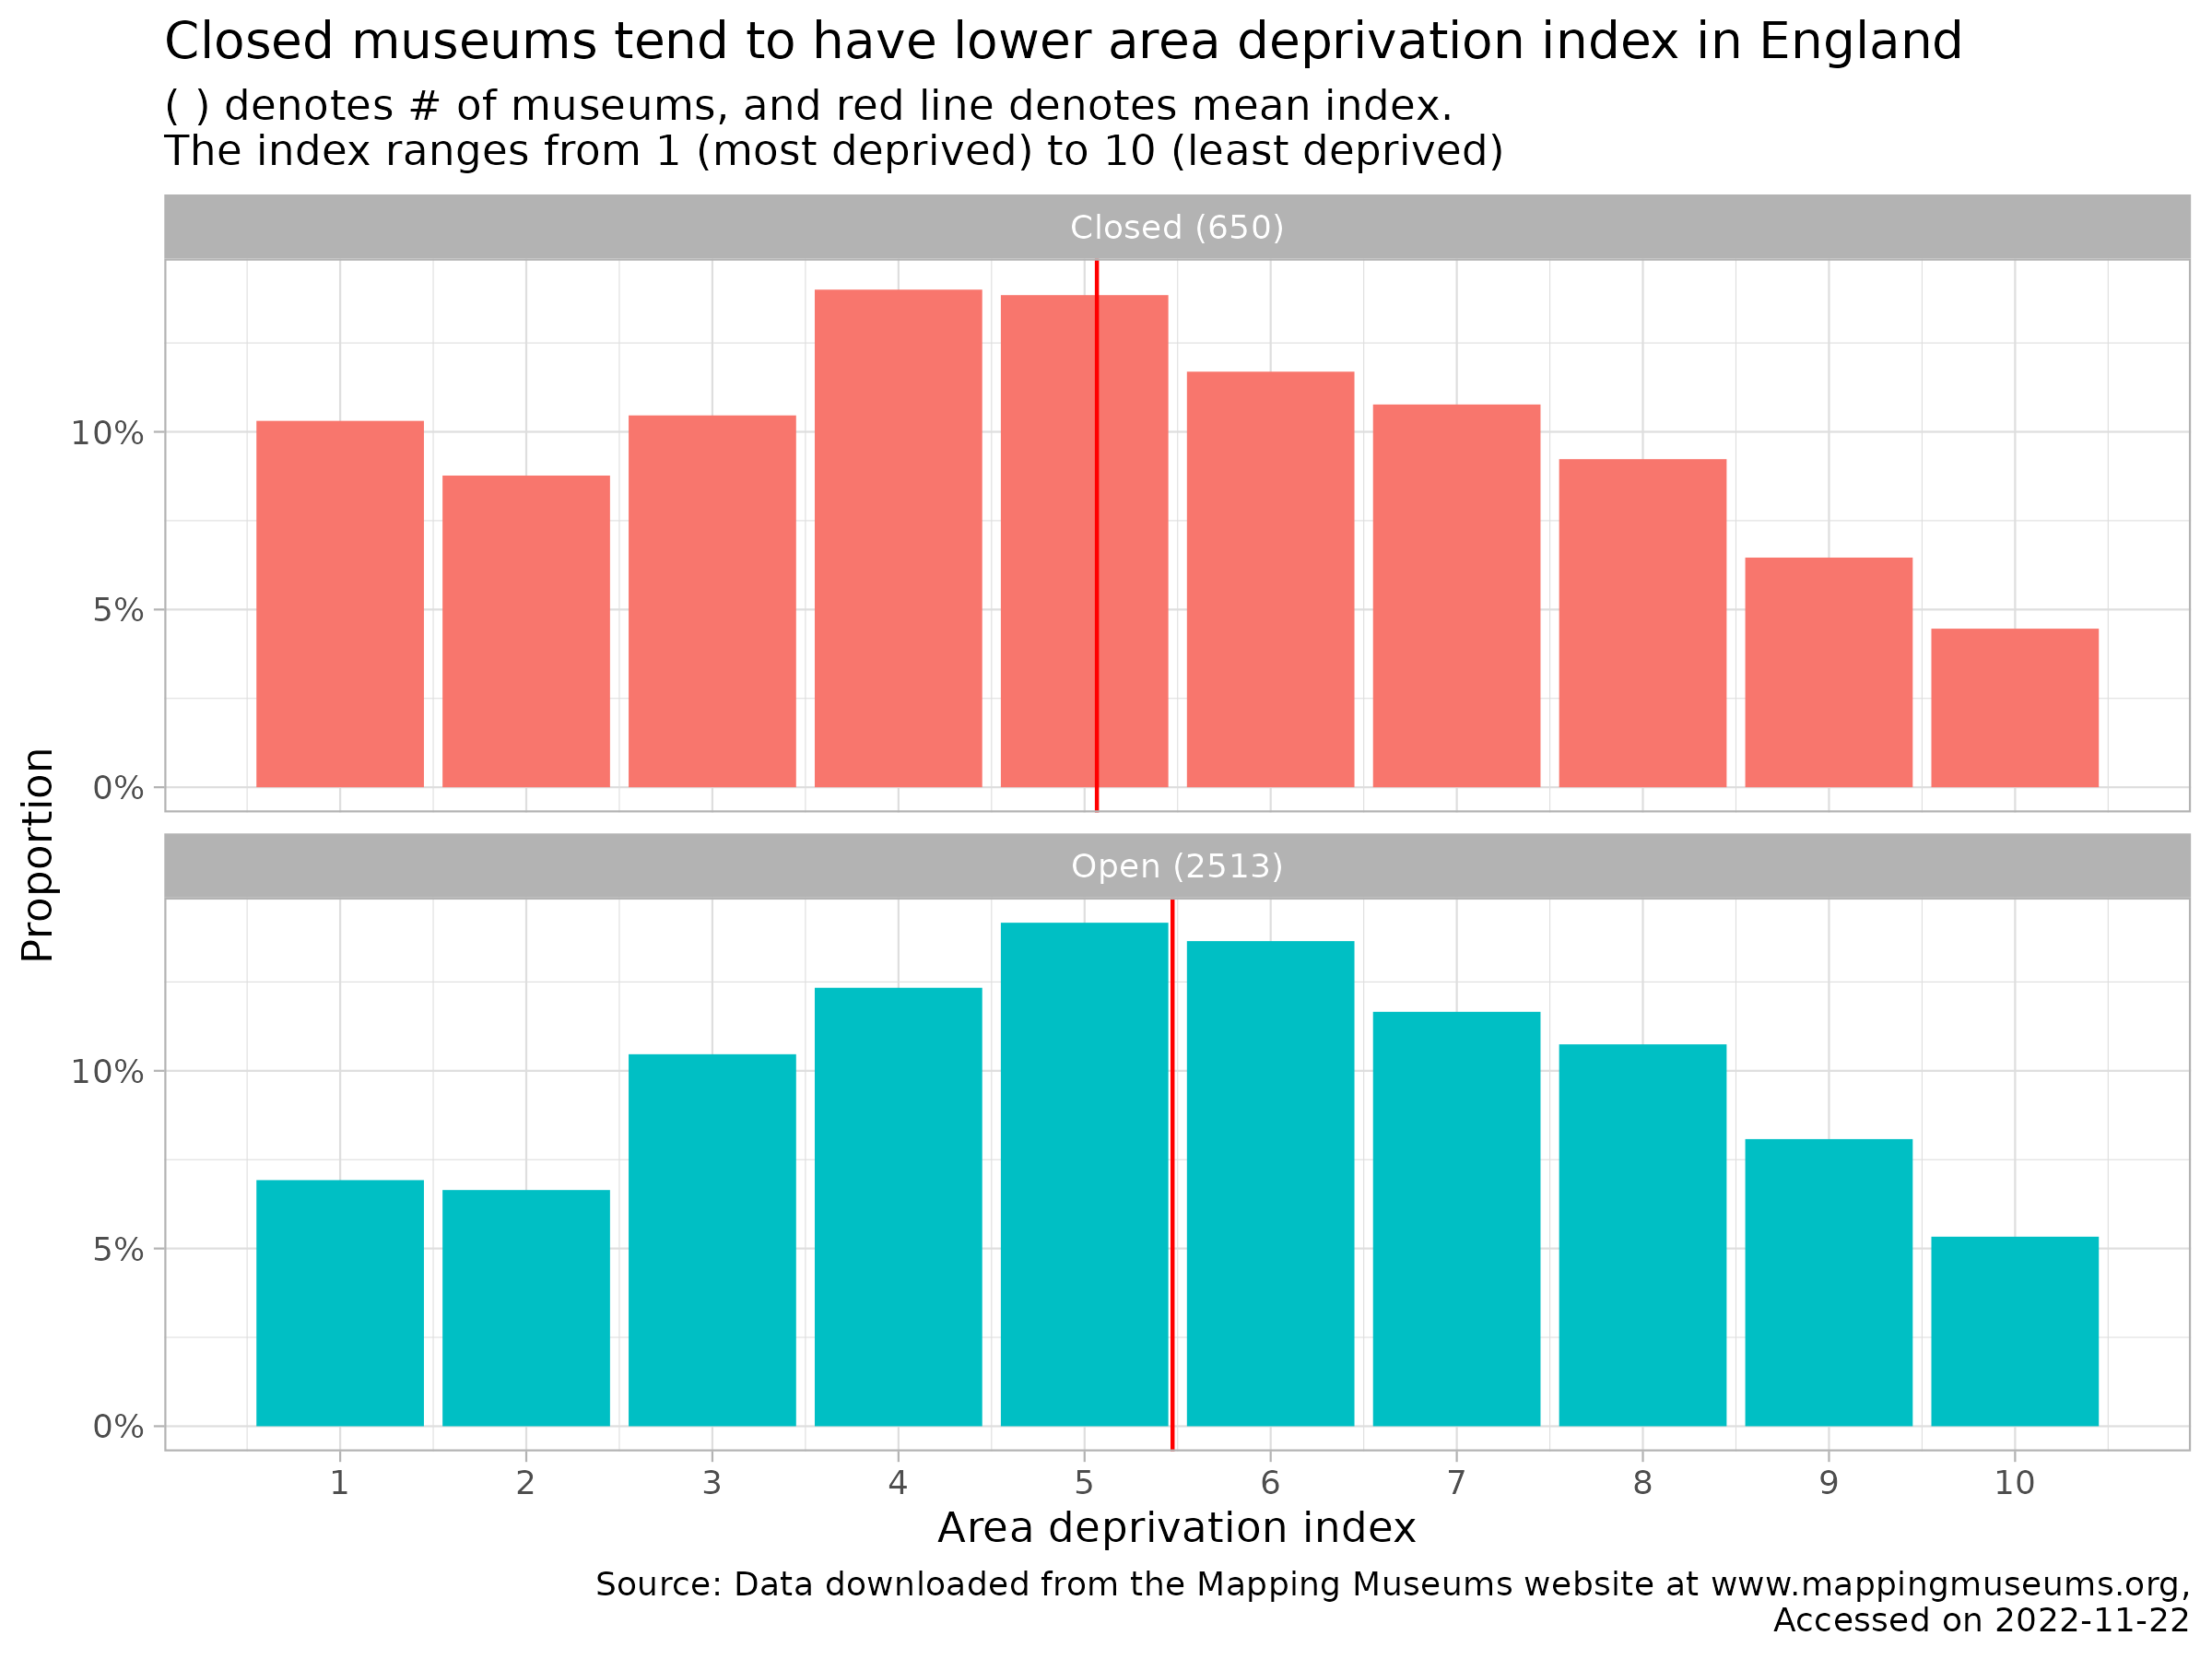 Closed museums tend to have lower area deprivation index in England
( ) denotes # of museums, and red line denotes mean index.
The index ranges from 1 (most deprived) to 10 (least deprived)
Closed (650)
10%
5%
0%
Proportion
Open (2513)
10%
5%
0%
1 2 3 4 5 6 7 8 9 10
Area deprivation index
Source: Data downloaded from the Mapping Museums website at www.mappingmuseums.org,
Accessed on 2022-11-22